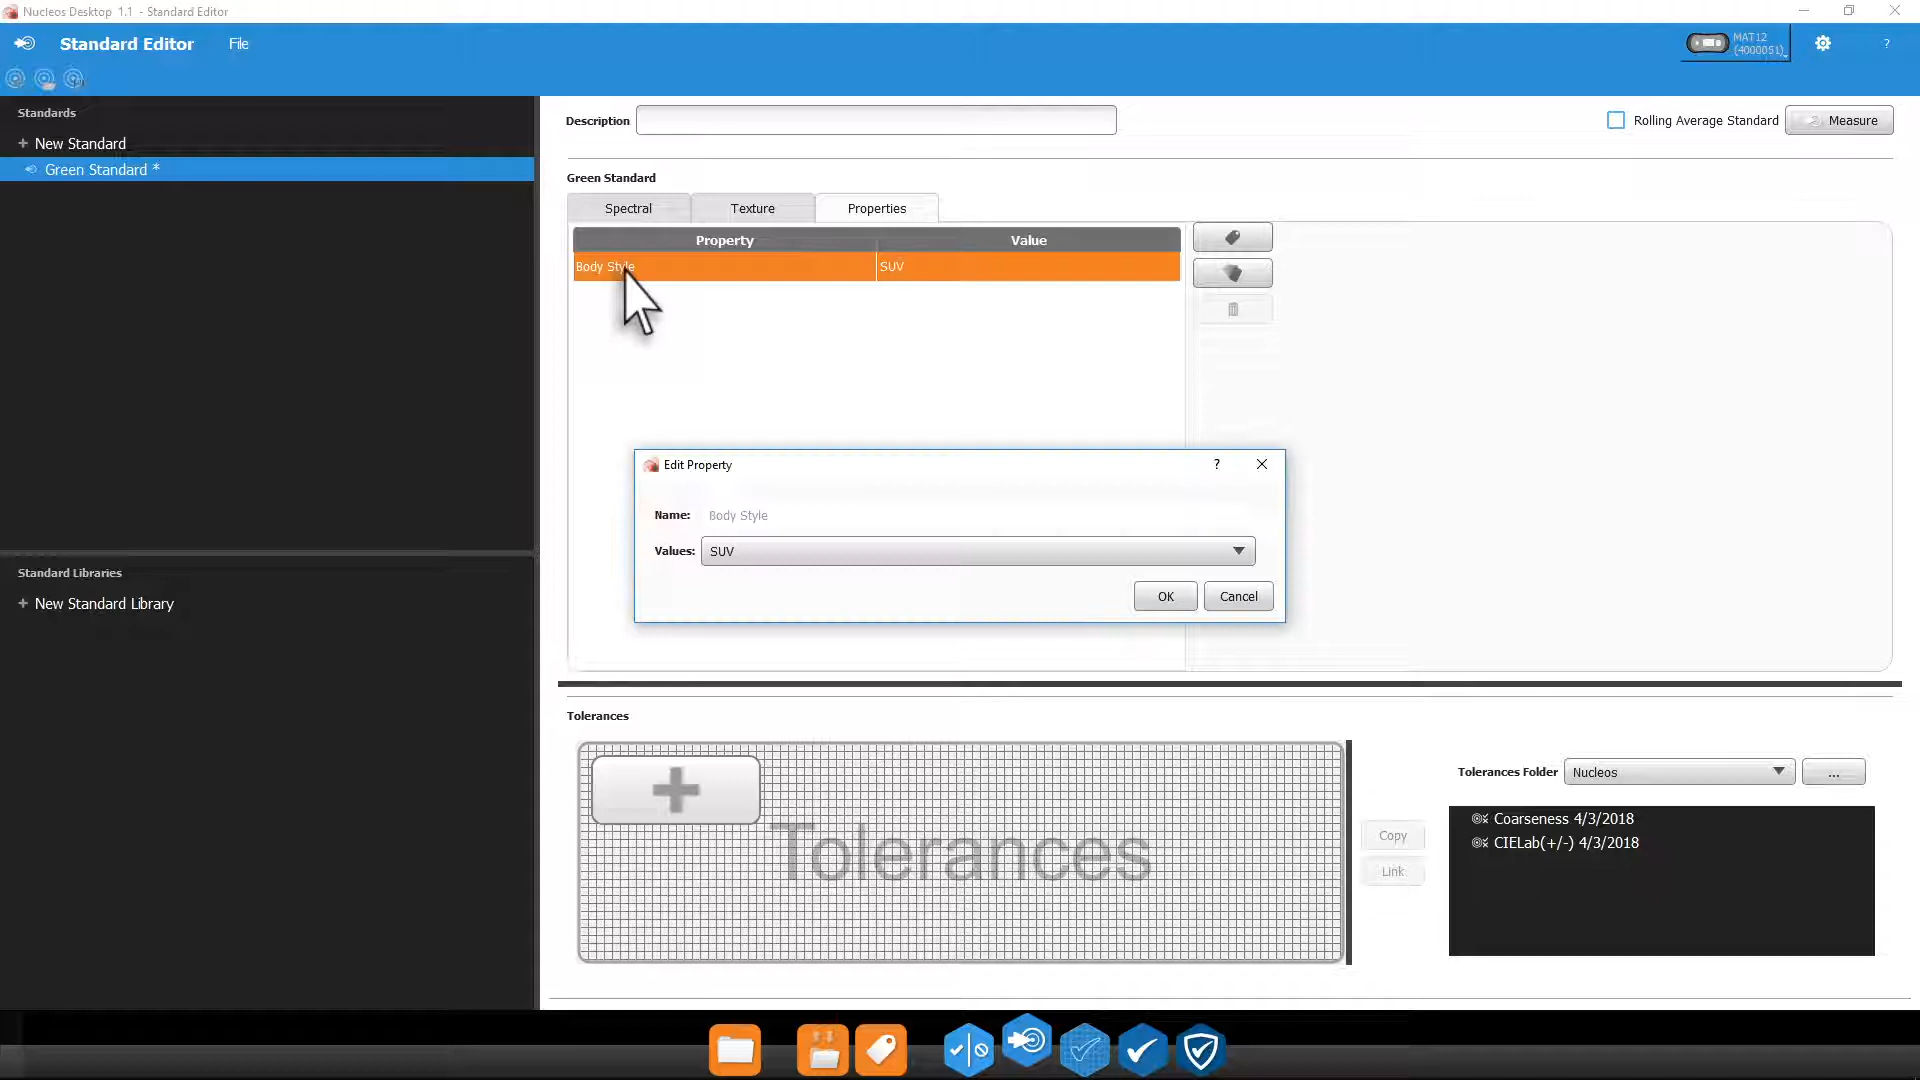 Nucleos Desktop 1.1 - Standard Editor
Standard Editor File
MAT12
(4000051)
?
Standards
+ New Standard
Green Standard *
Description
Rolling Average Standard
Measure
Green Standard
Spectral Texture Properties
Property Value
Body Style SUV
Edit Property ?
Name: Body Style
Values: SUV
OK Cancel
Standard Libraries
+ New Standard Library
Tolerances
Tolerances
Copy
Link
Tolerances Folder Nucleos ...
Coarseness 4/3/2018
CIELab(+/-) 4/3/2018